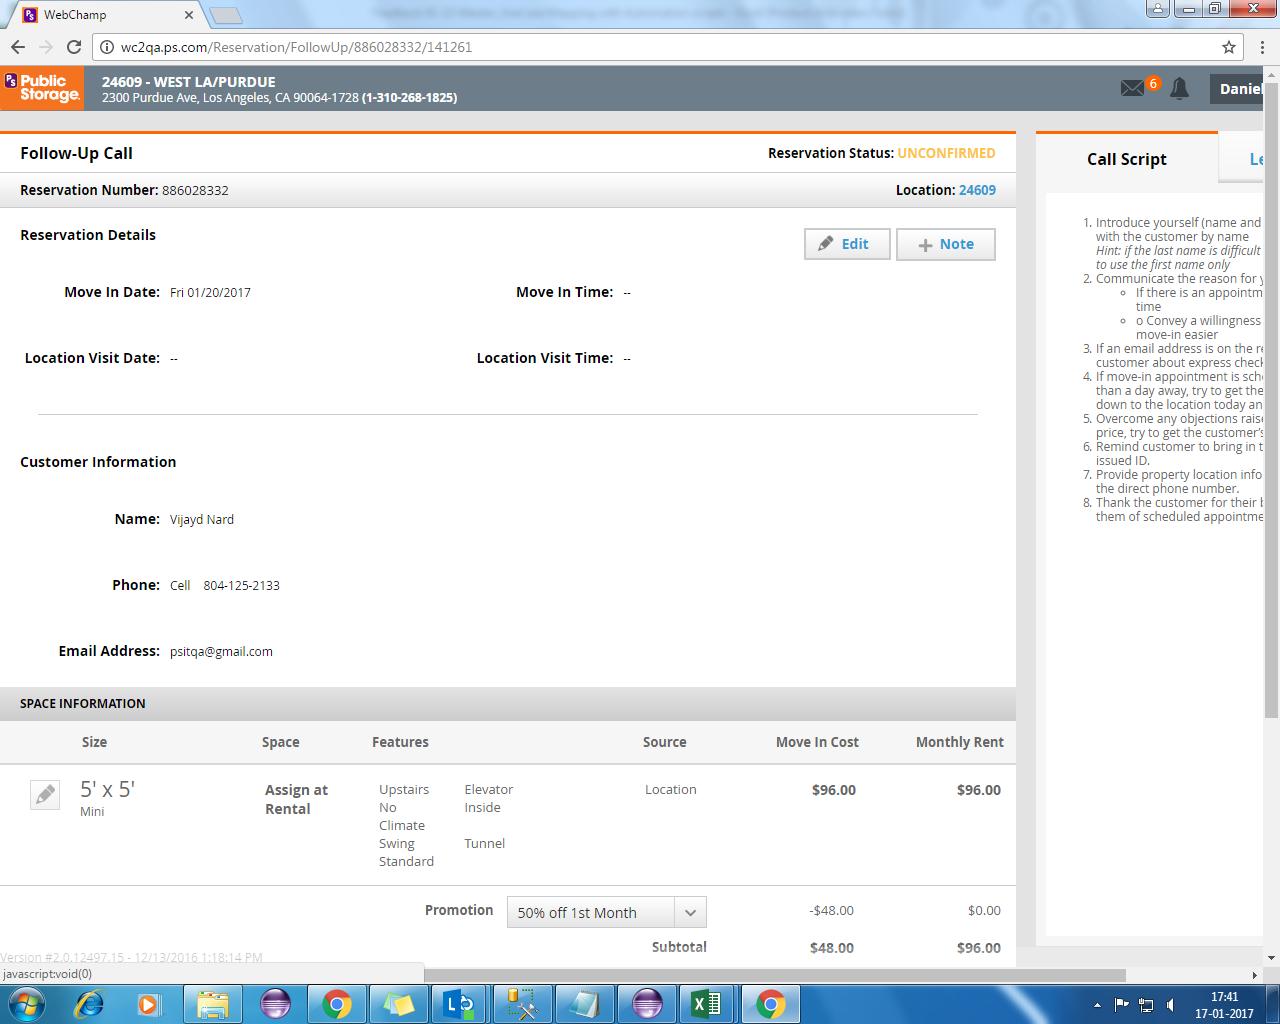 WebChamp
wc2qa.ps.com/Reservation/FollowUp/886028332/141261
PS Public Storage.
24609 - WEST LA/PURDUE
2300 Purdue Ave, Los Angeles, CA 90064-1728 (1-310-268-1825)
6
Daniel
Follow-Up Call
Reservation Status: UNCONFIRMED
Reservation Number: 886028332
Location: 24609
Reservation Details
Edit
Note
Move In Date: Fri 01/20/2017
Move In Time: --
Location Visit Date: --
Location Visit Time: --
Customer Information
Name: Vijayd Nard
Phone: Cell 804-125-2133
Email Address: psitqa@gmail.com
SPACE INFORMATION
Size Space Features Source Move In Cost Monthly Rent
5' x 5'
Mini
Assign at
Rental
Upstairs Elevator
No Inside
Climate
Swing Tunnel
Standard
Location
$96.00
$96.00
Promotion 50% off 1st Month -$48.00 $0.00
Subtotal $48.00 $96.00
Call Script
1. Introduce yourself (name and
with the customer by name
Hint: if the last name is difficult
to use the first name only
2. Communicate the reason for
If there is an appointm
time
o Convey a willingness
move-in easier
3. If an email address is on the
customer about express check
4. If move-in appointment is sch
than a day away, try to get the
down to the location today an
5. Overcome any objections rais
price, try to get the customer's
6. Remind customer to bring in
issued ID.
7. Provide property location info
the direct phone number.
8. Thank the customer for their
them of scheduled appointme
Version #2.0.12497.15 - 12/13/2016 1:18:14 PM
javascript:void(0)
17:41
17-01-2017